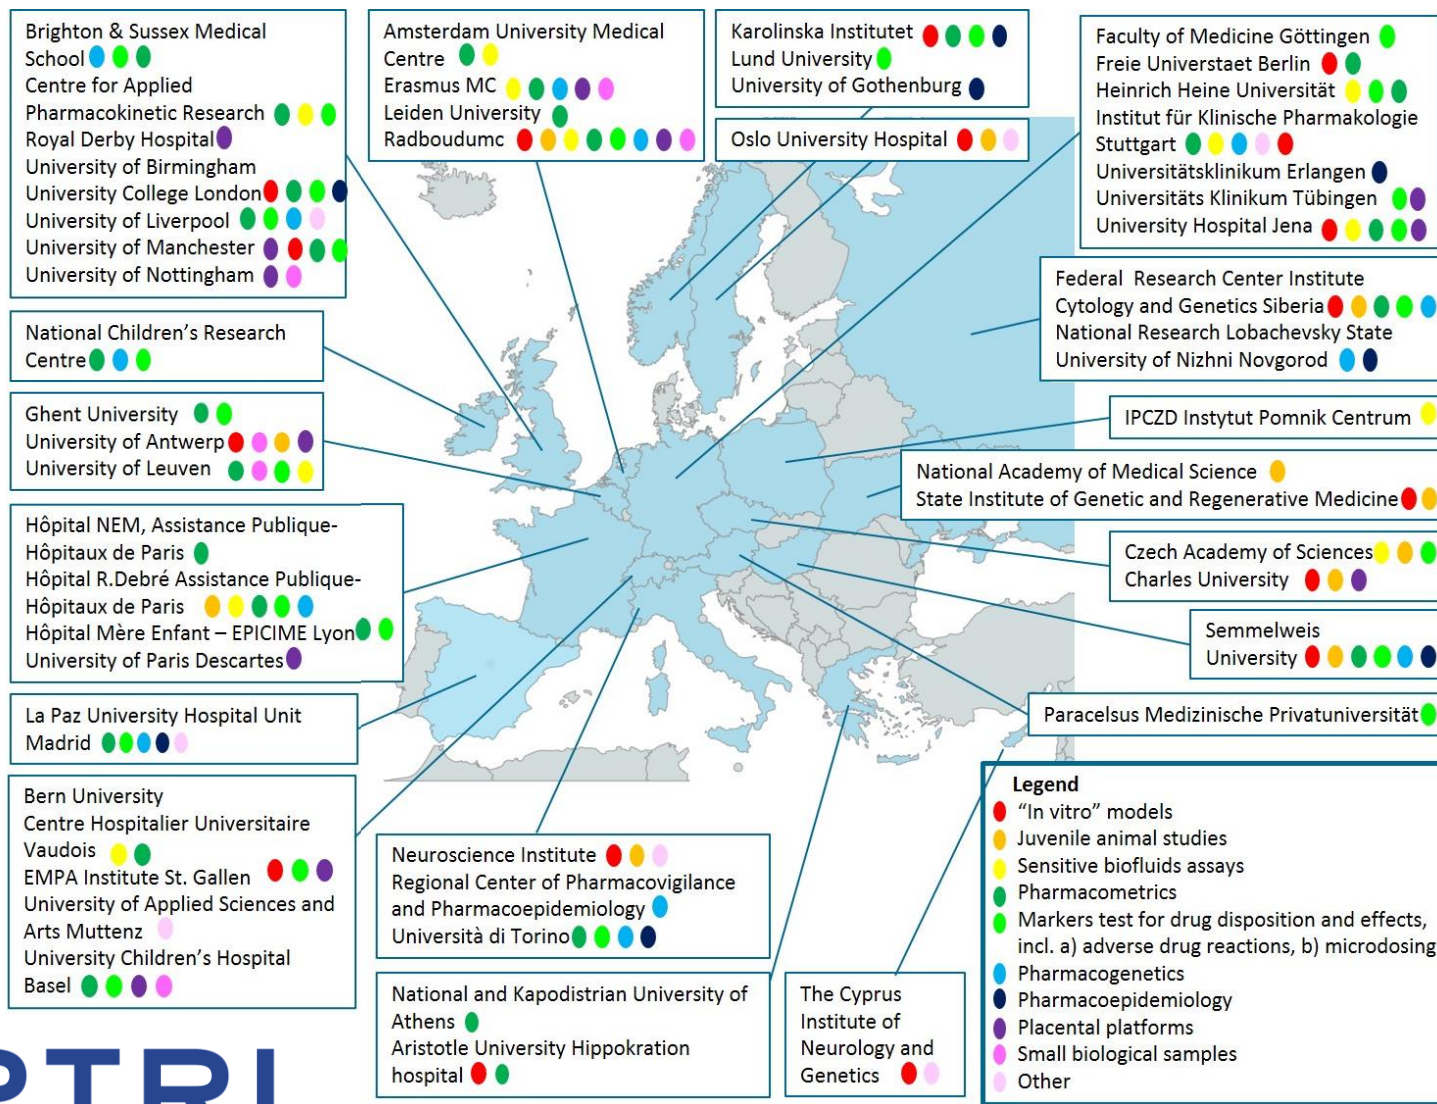 Brighton & Sussex Medical
School
Centre for Applied
Pharmacokinetic Research
Royal Derby Hospital
University of Birmingham
University College London
University of Liverpool
University of Manchester
University of Nottingham
National Children's Research
Centre
Ghent University
University of Antwerp
University of Leuven
Hôpital NEM, Assistance Publique-
Hôpitaux de Paris
Hôpital R.Debré Assistance Publique-
Hôpitaux de Paris
Hôpital Mère Enfant – EPICIME Lyon
University of Paris Descartes
La Paz University Hospital Unit
Madrid
Bern University
Centre Hospitalier Universitaire
Vaudois
EMPA Institute St. Gallen
University of Applied Sciences and
Arts Muttenz
University Children's Hospital
Basel
Amsterdam University Medical
Centre
Erasmus MC
Leiden University
Radboudumc
Karolinska Institutet
Lund University
University of Gothenburg
Oslo University Hospital
Faculty of Medicine Göttingen
Freie Universtaet Berlin
Heinrich Heine Universität
Institut für Klinische Pharmakologie
Stuttgart
Universitätsklinikum Erlangen
Universitäts Klinikum Tübingen
University Hospital Jena
Federal Research Center Institute
Cytology and Genetics Siberia
National Research Lobachevsky State
University of Nizhni Novgorod
IPCZD Instytut Pomnik Centrum
National Academy of Medical Science
State Institute of Genetic and Regenerative Medicine
Czech Academy of Sciences
Charles University
Semmelweis
University
Paracelsus Medizinische Privatuniversität
Neuroscience Institute
Regional Center of Pharmacovigilance
and Pharmacoepidemiology
Università di Torino
National and Kapodistrian University of
Athens
Aristotle University Hippokration
hospital
The Cyprus
Institute of
Neurology and
Genetics
Legend
"In vitro" models
Juvenile animal studies
Sensitive biofluids assays
Pharmacometrics
Markers test for drug disposition and effects,
incl. a) adverse drug reactions, b) microdosing
Pharmacogenetics
Pharmacoepidemiology
Placental platforms
Small biological samples
Other
PTRI